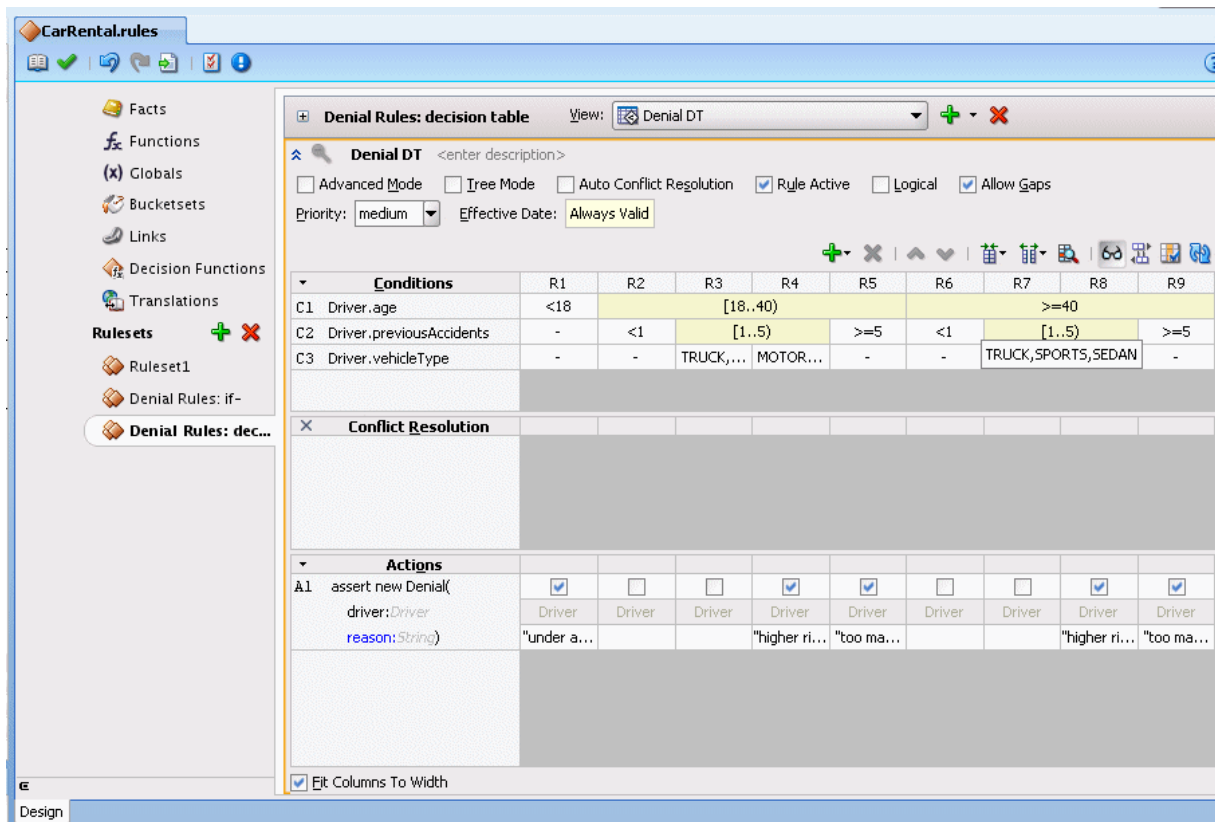 CarRental.rules
Facts
Functions
(x) Globals
Bucketsets
Links
Decision Functions
Translations
Rulesets
Ruleset1
Denial Rules: if-
Denial Rules: dec...
Denial Rules: decision table View: Denial DT
Denial DT <enter description>
Advanced Mode Tree Mode Auto Conflict Resolution Rule Active Logical Allow Gaps
Priority: medium Effective Date: Always Valid
Conditions R1 R2 R3 R4 R5 R6 R7 R8 R9
C1 Driver.age <18 [18..40) >=40
C2 Driver.previousAccidents - <1 [1..5) >=5 <1 [1..5) >=5
C3 Driver.vehicleType - - TRUCK,... MOTOR... - - TRUCK,SPORTS,SEDAN -
Conflict Resolution
Actions
A1 assert new Denial(
driver:Driver Driver Driver Driver Driver Driver Driver Driver Driver Driver
reason:String) "under a... "higher ri... "too ma... "higher ri... "too ma...
Fit Columns To Width
Design